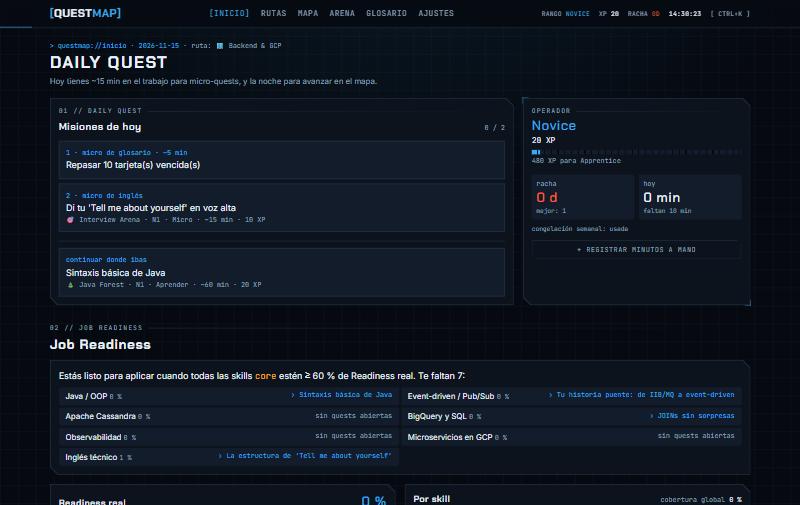 [QUESTMAP]
[INICIO] RUTAS MAPA ARENA GLOSARIO AJUSTES
RANGO NOVICE XP 20 RACHA 0D 14:30:23 [ CTRL+K ]
> questmap://inicio · 2026-11-15 · ruta: Backend & GCP
DAILY QUEST
Hoy tienes ~15 min en el trabajo para micro-quests, y la noche para avanzar en el mapa.
01 // DAILY QUEST
Misiones de hoy
0 / 2
1 · micro de glosario · ~5 min
Repasar 10 tarjeta(s) vencida(s)
2 · micro de inglés
Di tu 'Tell me about yourself' en voz alta
Interview Arena · N1 · Micro · ~15 min · 10 XP
continuar donde ibas
Sintaxis básica de Java
Java Forest · N1 · Aprender · ~60 min · 20 XP
OPERADOR
Novice
20 XP
480 XP para Apprentice
racha
0 d
mejor: 1
hoy
0 min
faltan 10 min
congelación semanal: usada
+ REGISTRAR MINUTOS A MANO
02 // JOB READINESS
Job Readiness
Estás listo para aplicar cuando todas las skills core estén ≥ 60 % de Readiness real. Te faltan 7:
Java / OOP 0 % › Sintaxis básica de Java
Event-driven / Pub/Sub 0 % › Tu historia puente: de IIB/MQ a event-driven
Apache Cassandra 0 % sin quests abiertas
BigQuery y SQL 0 % › JOINs sin sorpresas
Observabilidad 0 % sin quests abiertas
Microservicios en GCP 0 % sin quests abiertas
Inglés técnico 1 % › La estructura de 'Tell me about yourself'
Readiness real 0 %
Por skill cobertura global 0 %